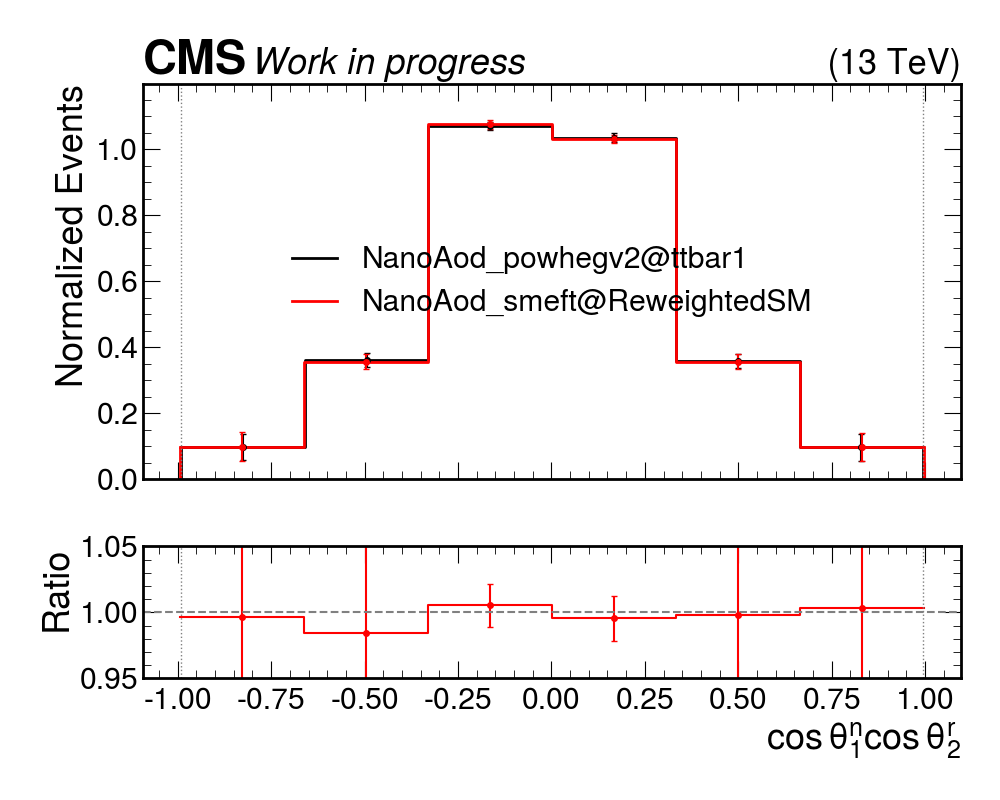 CMS Work in progress (13 TeV)
Normalized Events
1.0
0.8
0.6
0.4
0.2
0.0
NanoAod_powhegv2@ttbar1
NanoAod_smeft@ReweightedSM
Ratio
1.05
1.00
0.95
-1.00 -0.75 -0.50 -0.25 0.00 0.25 0.50 0.75 1.00
cos θ₁ⁿcos θ₂ʳ